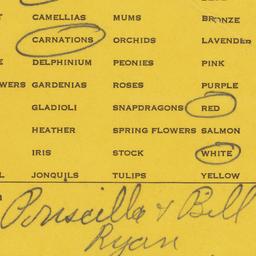 CAMELLIAS MUMS BRONZE
CARNATIONS ORCHIDS LAVENDER
DELPHINIUM PEONIES PINK
GARDENIAS ROSES PURPLE
GLADIOLI SNAPDRAGONS RED
HEATHER SPRING FLOWERS SALMON
IRIS STOCK WHITE
JONQUILS TULIPS YELLOW
Priscilla & Bill
Ryan